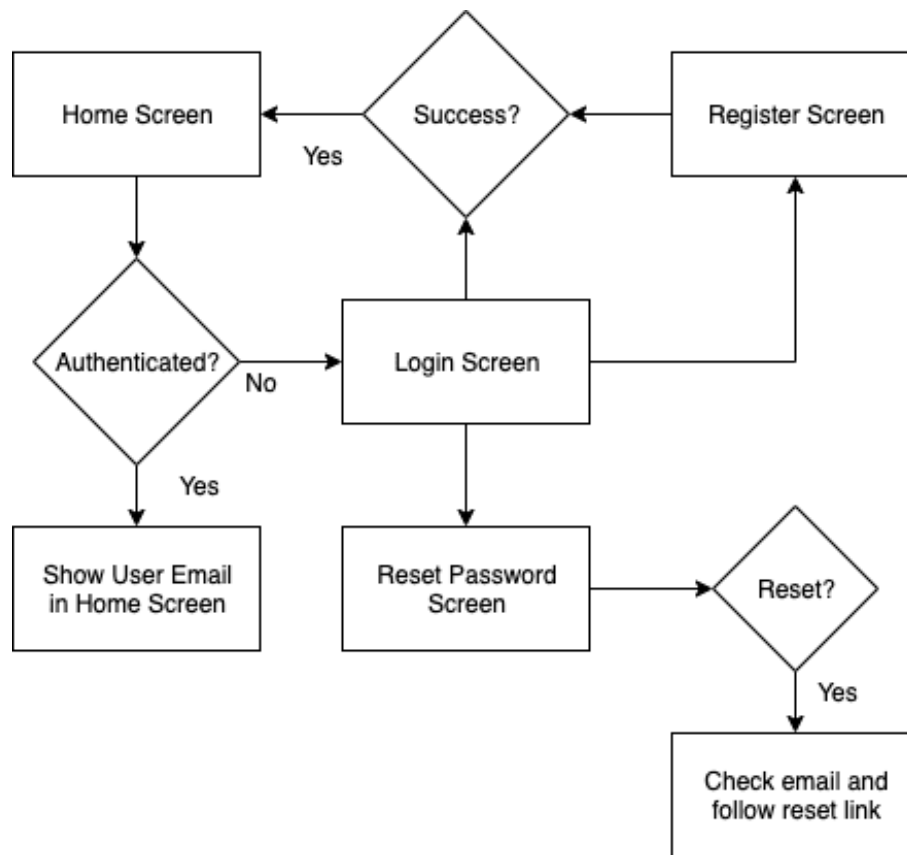 Home Screen
Success?
Register Screen
Yes
Authenticated?
No
Login Screen
Yes
Show User Email
in Home Screen
Reset Password
Screen
Reset?
Yes
Check email and
follow reset link